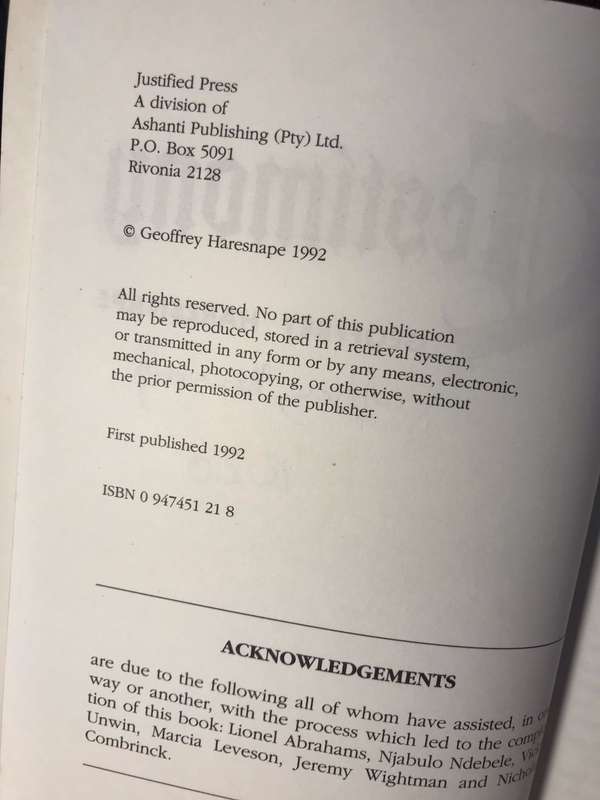 Justified Press
A division of
Ashanti Publishing (Pty) Ltd.
P.O. Box 5091
Rivonia 2128
© Geoffrey Haresnape 1992
All rights reserved. No part of this publication
may be reproduced, stored in a retrieval system,
or transmitted in any form or by any means, electronic,
mechanical, photocopying, or otherwise, without
the prior permission of the publisher.
First published 1992
ISBN 0 947451 21 8
ACKNOWLEDGEMENTS
are due to the following all of whom have assisted, in
way or another, with the process which led to the
tion of this book: Lionel Abrahams, Njabulo Ndebele,
Unwin, Marcia Leveson, Jeremy Wightman and
Combrinck.